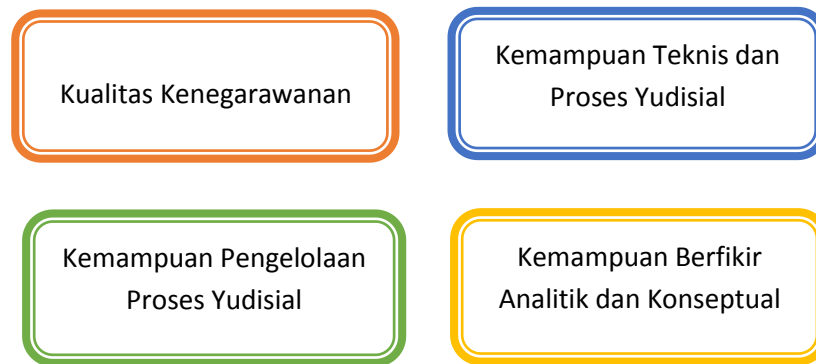 Kualitas Kenegarawanan
Kemampuan Teknis dan
Proses Yudisial
Kemampuan Pengelolaan
Proses Yudisial
Kemampuan Berfikir
Analitik dan Konseptual